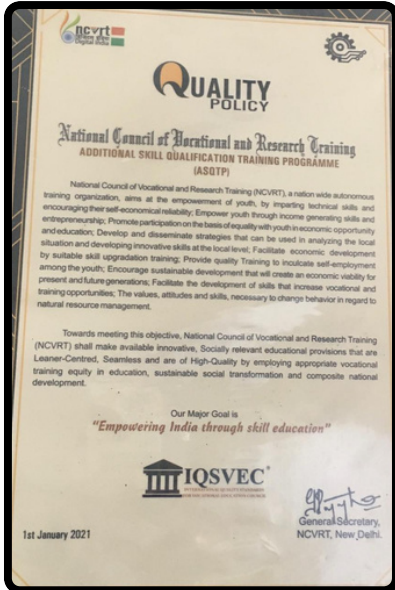 ncvrt
Digital India
QUALITY
POLICY
National Council of Vocational and Research Training
ADDITIONAL SKILL QUALIFICATION TRAINING PROGRAMME
(ASQTP)
National Council of Vocational and Research Training (NCVRT), a nation wide autonomous
training organization, aims at the empowerment of youth, by imparting technical skills and
encouraging their self-economical reliability; Empower youth through income generating skills and
entrepreneurship; Promote participation on the basis of equality with youth in economic opportunity
and education; Develop and disseminate strategies that can be used in analyzing the local
situation and developing innovative skills at the local level; Facilitate economic development
by suitable skill upgradation training; Provide quality Training to inculcate self-employment
among the youth; Encourage sustainable development that will create an economic viability for
present and future generations; Facilitate the development of skills that increase vocational and
training opportunities; The values, attitudes and skills, necessary to change behavior in regard to
natural resource management.
Towards meeting this objective, National Council of Vocational and Research Training
(NCVRT) shall make available innovative, Socially relevant educational provisions that are
Leaner-Centred, Seamless and are of High-Quality by employing appropriate vocational
training equity in education, sustainable social transformation and composite national
development.
Our Major Goal is
"Empowering India through skill education"
IQSVEC
1st January 2021
General Secretary,
NCVRT, New Delhi.